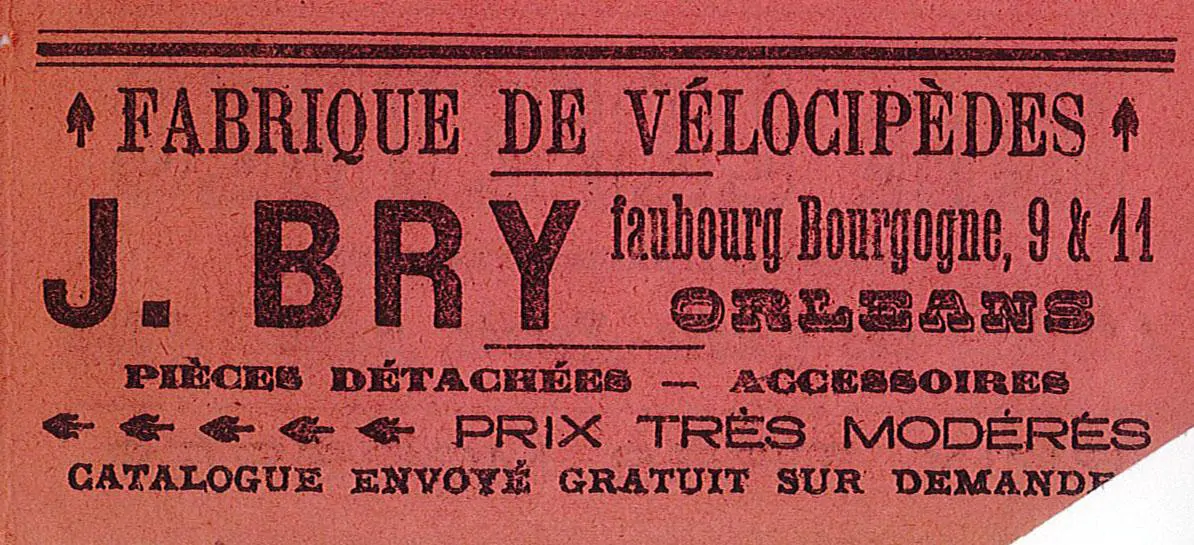 FABRIQUE DE VÉLOCIPÈDES
J. BRY
faubourg Bourgogne, 9 & 11
ORLEANS
PIÈCES DÉTACHÉES — ACCESSOIRES
PRIX TRÈS MODÉRÉS
CATALOGUE ENVOYÉ GRATUIT SUR DEMANDE